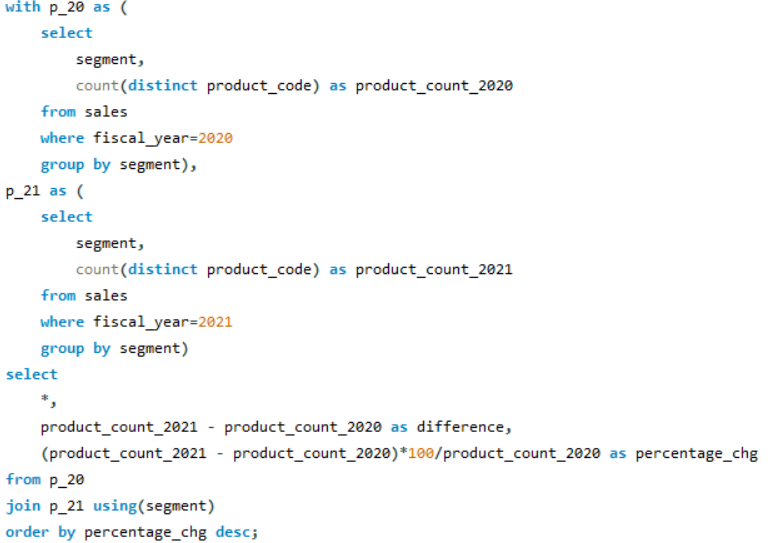 with p_20 as (
    select
        segment,
        count(distinct product_code) as product_count_2020
    from sales
    where fiscal_year=2020
    group by segment),
p_21 as (
    select
        segment,
        count(distinct product_code) as product_count_2021
    from sales
    where fiscal_year=2021
    group by segment)
select
    *,
    product_count_2021 - product_count_2020 as difference,
    (product_count_2021 - product_count_2020)*100/product_count_2020 as percentage_chg
from p_20
join p_21 using(segment)
order by percentage_chg desc;